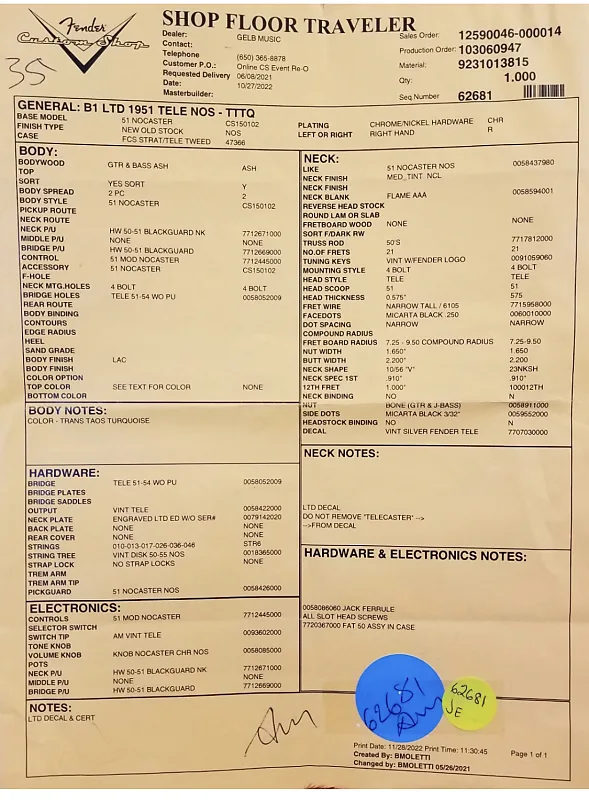 Fender
Custom Shop
35
SHOP FLOOR TRAVELER
Dealer: GELB MUSIC
Contact:
Telephone (650) 365-8878
Customer P.O.: Online CS Event Re-O
Requested Delivery 06/08/2021
Date: 10/27/2022
Masterbuilder:
Sales Order: 12590046-000014
Production Order: 103060947
Material: 9231013815
Qty: 1.000
Seq Number 62681
GENERAL: B1 LTD 1951 TELE NOS - TTTQ
BASE MODEL 51 NOCASTER CS150102
FINISH TYPE NEW OLD STOCK NOS
CASE FCS STRAT/TELE TWEED 47366
PLATING CHROME/NICKEL HARDWARE CHR
LEFT OR RIGHT RIGHT HAND R
BODY:
BODYWOOD GTR & BASS ASH ASH
TOP
SORT YES SORT Y
BODY SPREAD 2 PC 2
BODY STYLE 51 NOCASTER CS150102
PICKUP ROUTE
NECK ROUTE
NECK P/U HW 50-51 BLACKGUARD NK 7712671000
MIDDLE P/U NONE NONE
BRIDGE P/U HW 50-51 BLACKGUARD 7712669000
CONTROL 51 MOD NOCASTER 7712445000
ACCESSORY 51 NOCASTER CS150102
F-HOLE
NECK MTG.HOLES 4 BOLT 4 BOLT
BRIDGE HOLES TELE 51-54 WO PU 0058052009
REAR ROUTE
BODY BINDING
CONTOURS
EDGE RADIUS
HEEL
SAND GRADE
BODY FINISH LAC
BODY FINISH
COLOR OPTION
TOP COLOR SEE TEXT FOR COLOR NONE
BOTTOM COLOR
BODY NOTES:
COLOR - TRANS TAOS TURQUOISE
HARDWARE:
BRIDGE TELE 51-54 WO PU 0058052009
BRIDGE PLATES
BRIDGE SADDLES
OUTPUT VINT TELE 0058422000
NECK PLATE ENGRAVED LTD ED W/O SER# 0079142020
BACK PLATE NONE NONE
REAR COVER NONE NONE
STRINGS 010-013-017-026-036-046 STR6
STRING TREE VINT DISK 50-55 NOS 0018365000
STRAP LOCK NO STRAP LOCKS NONE
TREM ARM
TREM ARM TIP
PICKGUARD 51 NOCASTER NOS 0058426000
ELECTRONICS:
CONTROLS 51 MOD NOCASTER 7712445000
SELECTOR SWITCH
SWITCH TIP AM VINT TELE 0093602000
TONE KNOB
VOLUME KNOB KNOB NOCASTER CHR NOS 0058085000
POTS
NECK P/U HW 50-51 BLACKGUARD NK 7712671000
MIDDLE P/U NONE NONE
BRIDGE P/U HW 50-51 BLACKGUARD 7712669000
NOTES:
LTD DECAL & CERT
NECK:
LIKE 51 NOCASTER NOS 0058437980
NECK FINISH MED_TINT NCL
NECK FINISH
NECK BLANK FLAME AAA 0058594001
REVERSE HEAD STOCK
ROUND LAM OR SLAB
FRETBOARD WOOD NONE NONE
SORT F/DARK RW
TRUSS ROD 50'S 7717812000
NO.OF FRETS 21 21
TUNING KEYS VINT W/FENDER LOGO 0091059060
MOUNTING STYLE 4 BOLT 4 BOLT
HEAD STYLE TELE TELE
HEAD SCOOP 51 51
HEAD THICKNESS 0.575" 575
FRET WIRE NARROW TALL / 6105 7715958000
FACEDOTS MICARTA BLACK .250 0060010000
DOT SPACING NARROW NARROW
COMPOUND RADIUS
FRET BOARD RADIUS 7.25 - 9.50 COMPOUND RADIUS 7.25-9.50
NUT WIDTH 1.650" 1.650
BUTT WIDTH 2.200" 2.200
NECK SHAPE 10/56 "V" 23NKSH
NECK SPEC 1ST .910" .910"
12TH FRET 1.000" 100012TH
NECK BINDING NO N
NUT BONE (GTR & J-BASS) 0058911000
SIDE DOTS MICARTA BLACK 3/32" 0059552000
HEADSTOCK BINDING NO N
DECAL VINT SILVER FENDER TELE 7707030000
NECK NOTES:
LTD DECAL
DO NOT REMOVE "TELECASTER" -->
-->FROM DECAL
HARDWARE & ELECTRONICS NOTES:
0058086060 JACK FERRULE
ALL SLOT HEAD SCREWS
7720367000 FAT 50 ASSY IN CASE
62681
62681
JE
Print Date: 11/28/2022 Print Time: 11:30:45
Created By: BMOLETTI
Changed by: BMOLETTI 05/26/2021
Page 1 of 1